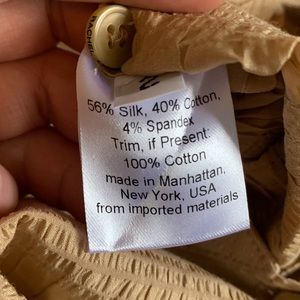 RACHEL
56% Silk, 40% Cotton,
4% Spandex
Trim, if Present:
100% Cotton
made in Manhattan,
New York, USA
from imported materials